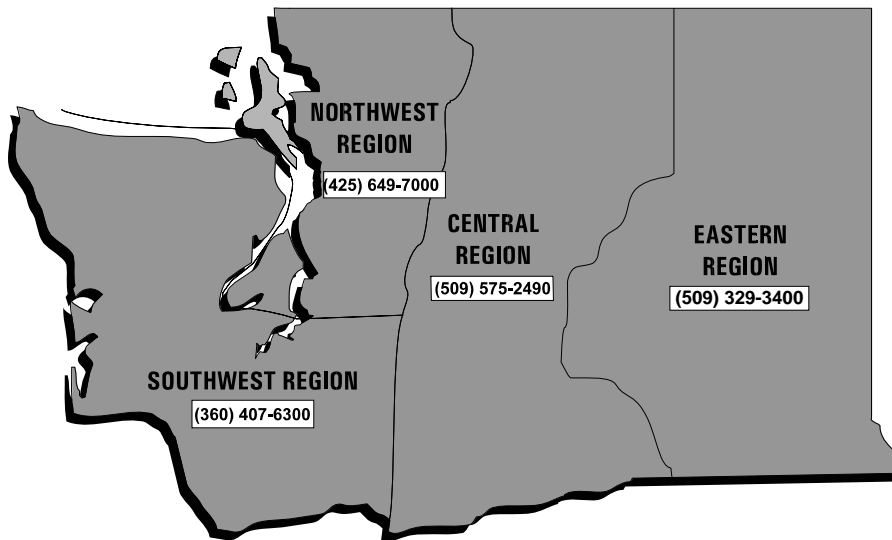 NORTHWEST
REGION
(425) 649-7000
CENTRAL
REGION
(509) 575-2490
EASTERN
REGION
(509) 329-3400
SOUTHWEST REGION
(360) 407-6300